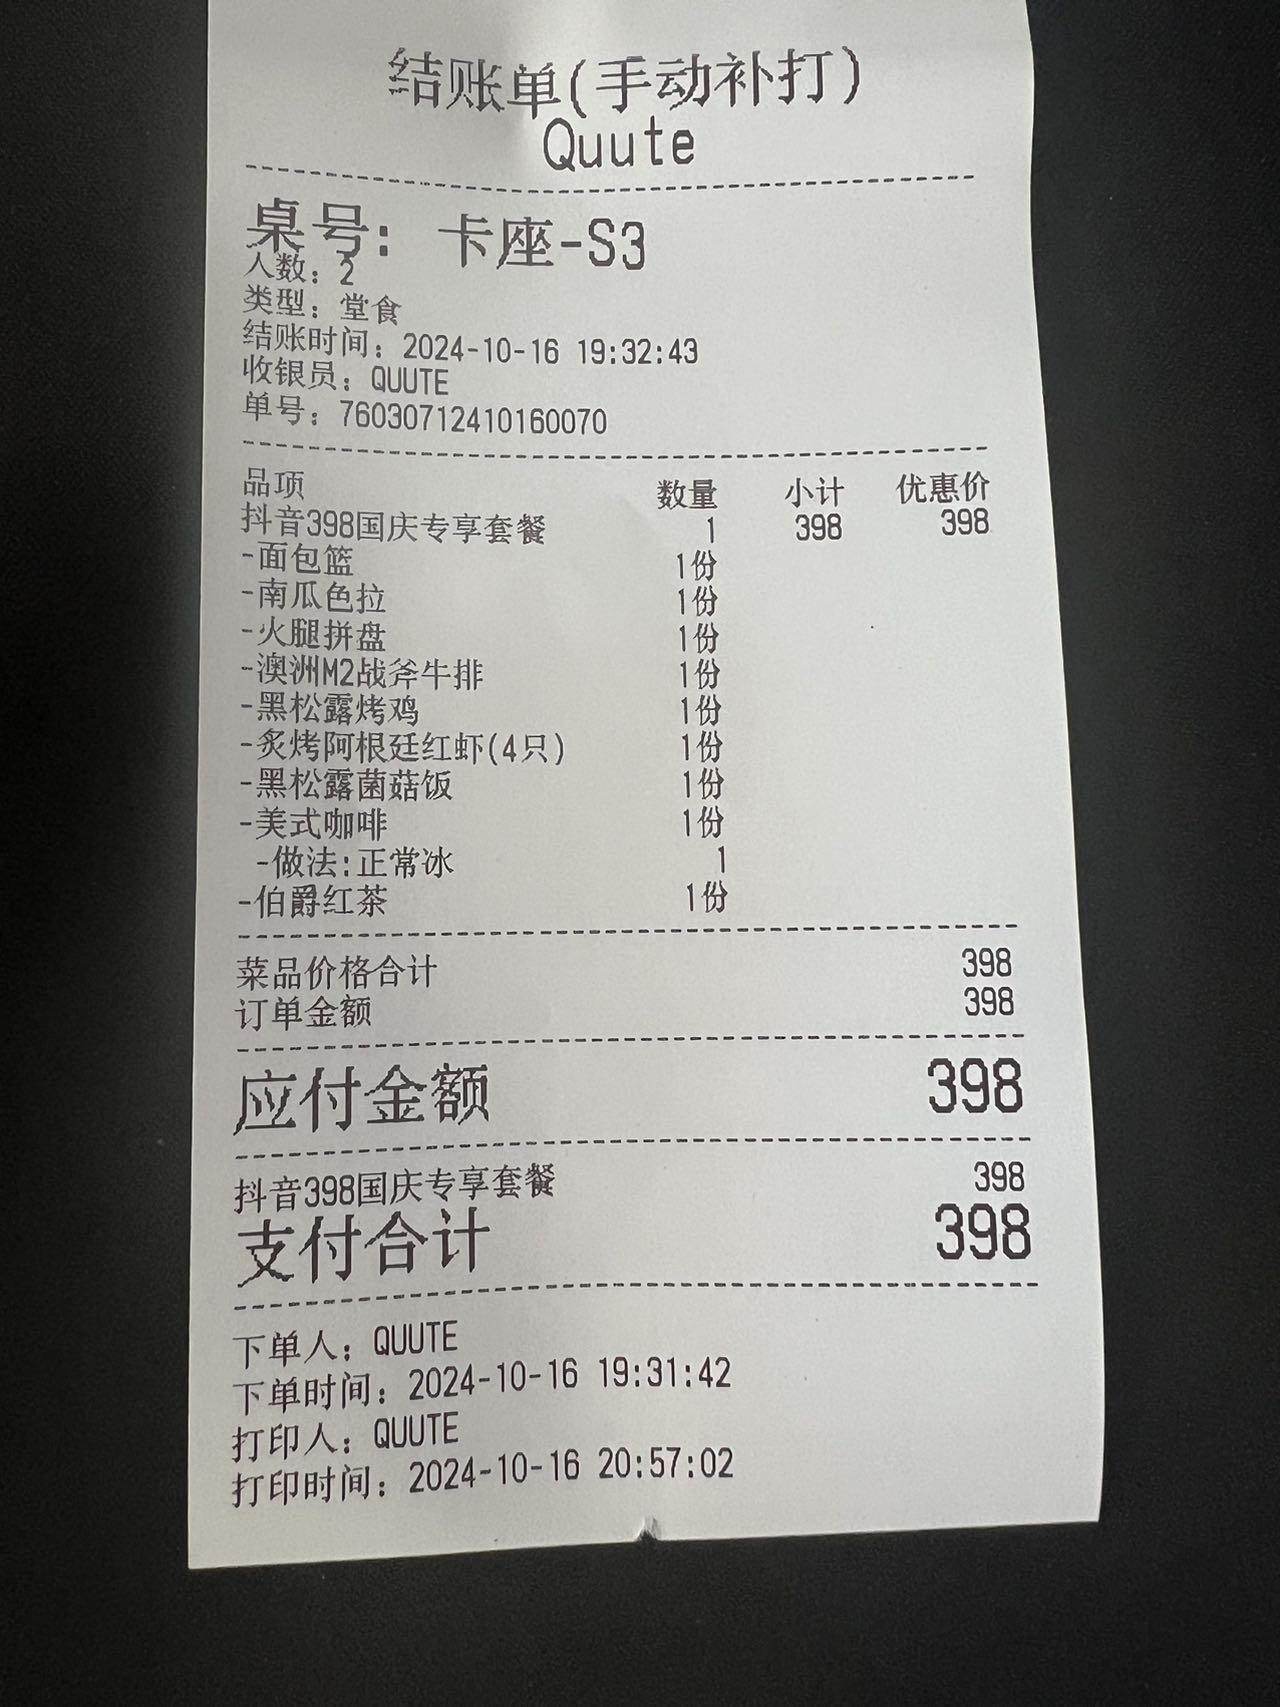 结账单(手动补打)
Quute
桌号: 卡座-S3
人数: 2
类型: 堂食
结账时间: 2024-10-16 19:32:43
收银员: QUUTE
单号: 76030712410160070
品项 数量 小计 优惠价
抖音398国庆专享套餐 1 398 398
-面包篮 1份
-南瓜色拉 1份
-火腿拼盘 1份
-澳洲M2战斧牛排 1份
-黑松露烤鸡 1份
-炙烤阿根廷红虾(4只) 1份
-黑松露菌菇饭 1份
-美式咖啡 1份
-做法:正常冰 1
-伯爵红茶 1份
菜品价格合计 398
订单金额 398
应付金额 398
抖音398国庆专享套餐 398
支付合计 398
下单人: QUUTE
下单时间: 2024-10-16 19:31:42
打印人: QUUTE
打印时间: 2024-10-16 20:57:02